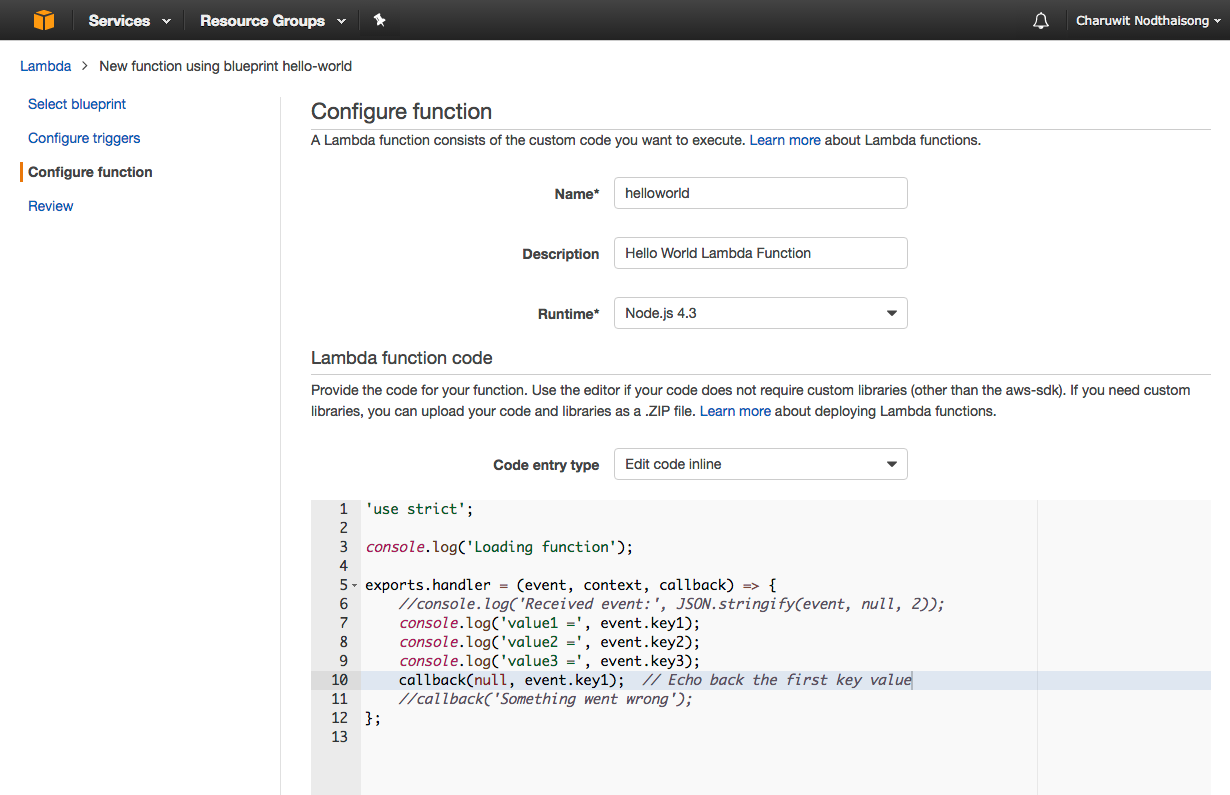 Services Resource Groups Charuwit Nodthaisong
Lambda > New function using blueprint hello-world
Select blueprint
Configure triggers
Configure function
Review
Configure function
A Lambda function consists of the custom code you want to execute. Learn more about Lambda functions.
Name* helloworld
Description Hello World Lambda Function
Runtime* Node.js 4.3
Lambda function code
Provide the code for your function. Use the editor if your code does not require custom libraries (other than the aws-sdk). If you need custom
libraries, you can upload your code and libraries as a .ZIP file. Learn more about deploying Lambda functions.
Code entry type Edit code inline
1 'use strict';
2
3 console.log('Loading function');
4
5 exports.handler = (event, context, callback) => {
6 //console.log('Received event:', JSON.stringify(event, null, 2));
7 console.log('value1 =', event.key1);
8 console.log('value2 =', event.key2);
9 console.log('value3 =', event.key3);
10 callback(null, event.key1); // Echo back the first key value
11 //callback('Something went wrong');
12 };
13